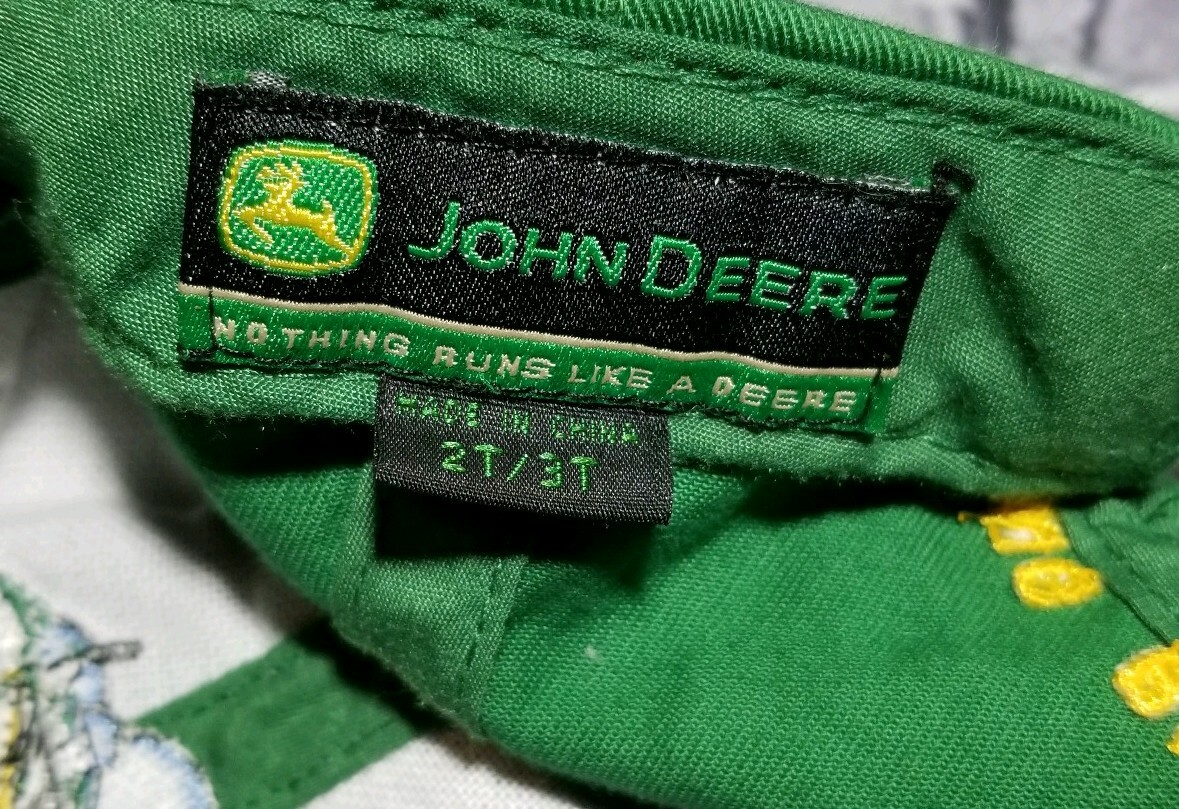 JOHN DEERE
NOTHING RUNS LIKE A DEERE
MADE IN CHINA
2T/3T